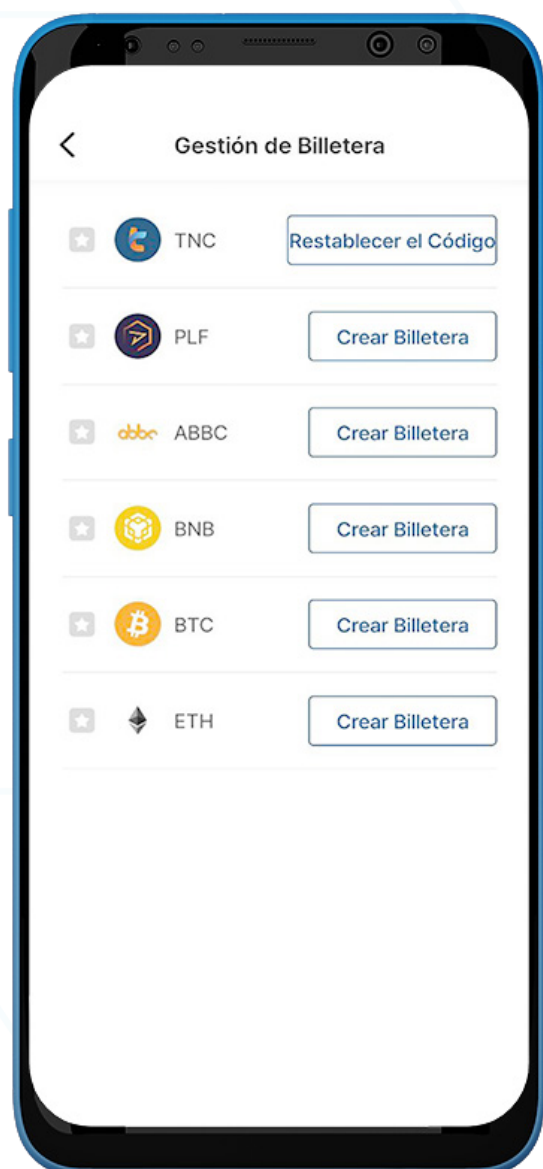 Gestión de Billetera
TNC Restablecer el Código
PLF Crear Billetera
abbc ABBC Crear Billetera
BNB Crear Billetera
BTC Crear Billetera
ETH Crear Billetera